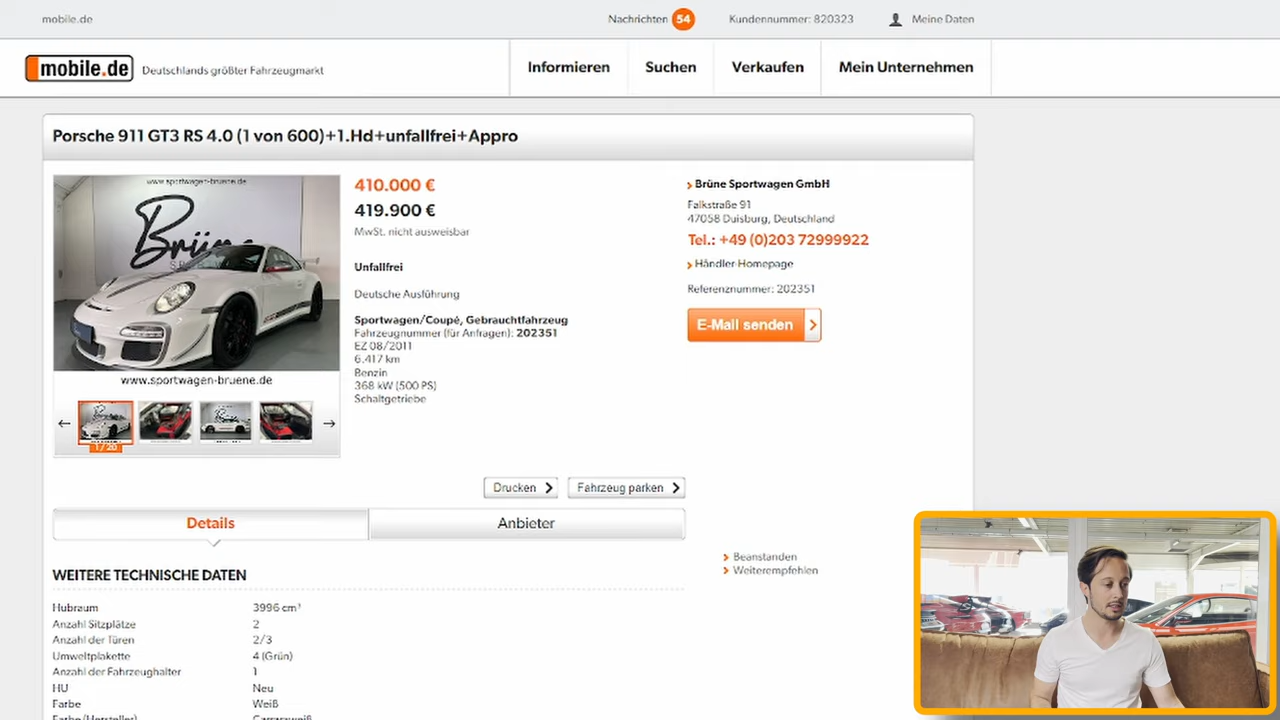 mobile.de
Nachrichten 54
Kundennummer: 820323
Meine Daten
mobile.de
Deutschlands größter Fahrzeugmarkt
Informieren
Suchen
Verkaufen
Mein Unternehmen
Porsche 911 GT3 RS 4.0 (1 von 600)+1.Hd+unfallfrei+Appro
www.sportwagen-bruene.de
Brüne
www.sportwagen-bruene.de
1/20
410.000 €
419.900 €
MwSt. nicht ausweisbar
Unfallfrei
Deutsche Ausführung
Sportwagen/Coupé, Gebrauchtfahrzeug
Fahrzeugnummer (für Anfragen): 202351
EZ 08/2011
6.417 km
Benzin
368 kW (500 PS)
Schaltgetriebe
Brüne Sportwagen GmbH
Falkstraße 91
47058 Duisburg, Deutschland
Tel.: +49 (0)203 72999922
Händler-Homepage
Referenznummer: 202351
E-Mail senden
Drucken
Fahrzeug parken
Details
Anbieter
Beanstanden
Weiterempfehlen
WEITERE TECHNISCHE DATEN
Hubraum 3996 cm³
Anzahl Sitzplätze 2
Anzahl der Türen 2/3
Umweltplakette 4 (Grün)
Anzahl der Fahrzeughalter 1
HU Neu
Farbe Weiß
Farbe (Hersteller) Carraraweiß